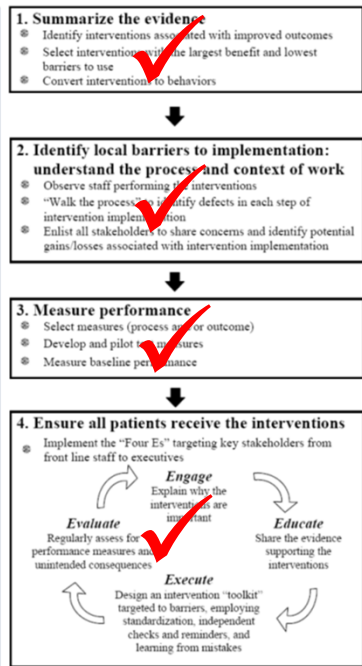 1. Summarize the evidence
Identify interventions associated with improved outcomes
Select interventions with the largest benefit and lowest
barriers to use
Convert interventions to behaviors
2. Identify local barriers to implementation:
understand the process and context of work
Observe staff performing the interventions
"Walk the process" to identify defects in each step of
intervention implementation
Enlist all stakeholders to share concerns and identify potential
gains/losses associated with intervention implementation
3. Measure performance
Select measures (process and/or outcome)
Develop and pilot test measures
Measure baseline performance
4. Ensure all patients receive the interventions
Implement the "Four Es" targeting key stakeholders from
front line staff to executives
Engage
Explain why the
interventions are
important
Educate
Share the evidence
supporting the
interventions
Execute
Design an intervention "toolkit"
targeted to barriers, employing
standardization, independent
checks and reminders, and
learning from mistakes
Evaluate
Regularly assess for
performance measures and
unintended consequences